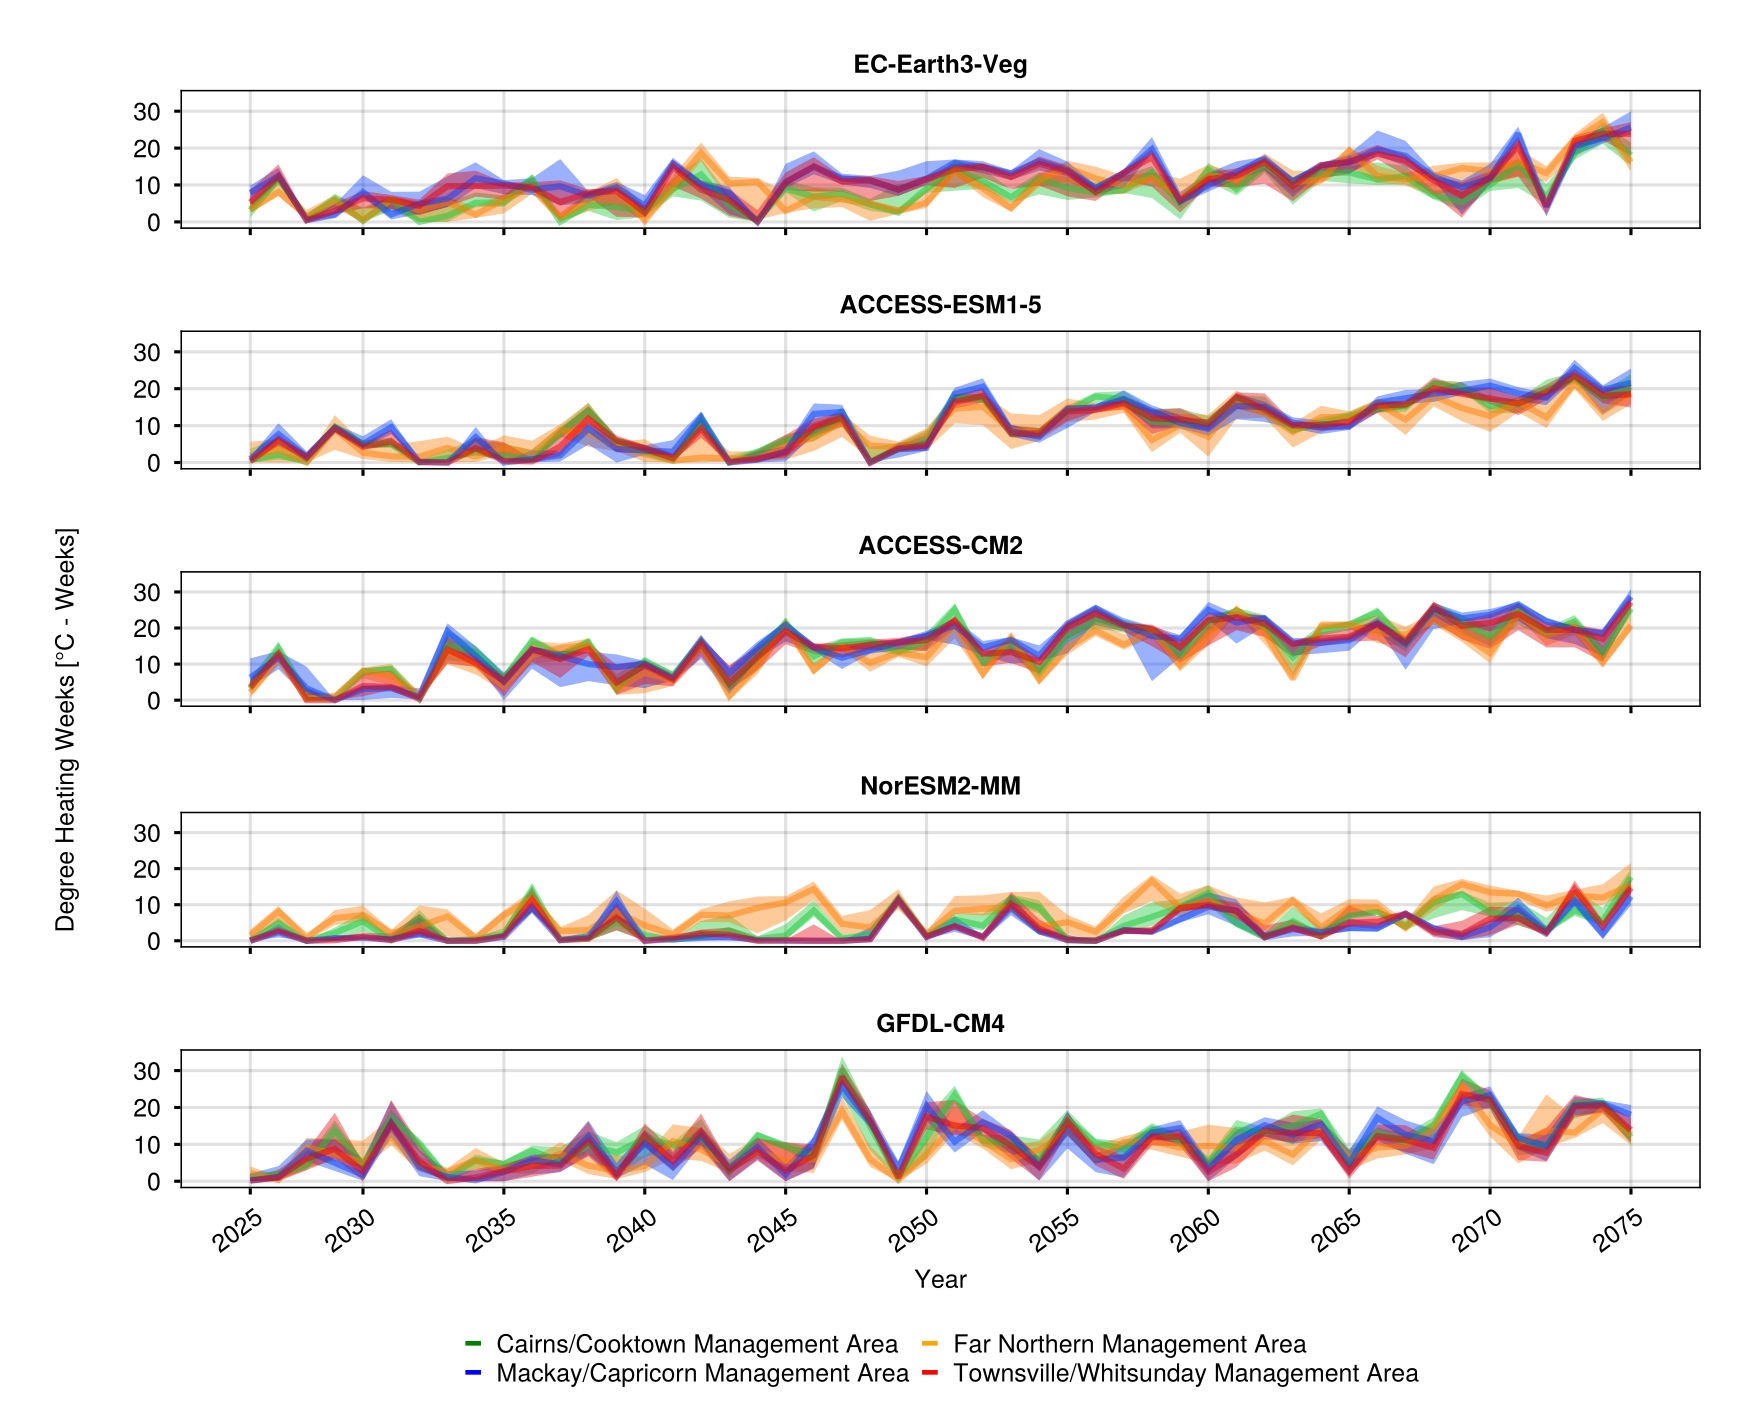 EC-Earth3-Veg
30
20
10
0
ACCESS-ESM1-5
30
20
10
0
ACCESS-CM2
30
20
10
0
NorESM2-MM
30
20
10
0
GFDL-CM4
30
20
10
0
Degree Heating Weeks [°C - Weeks]
2025 2030 2035 2040 2045 2050 2055 2060 2065 2070 2075
Year
Cairns/Cooktown Management Area Far Northern Management Area
Mackay/Capricorn Management Area Townsville/Whitsunday Management Area